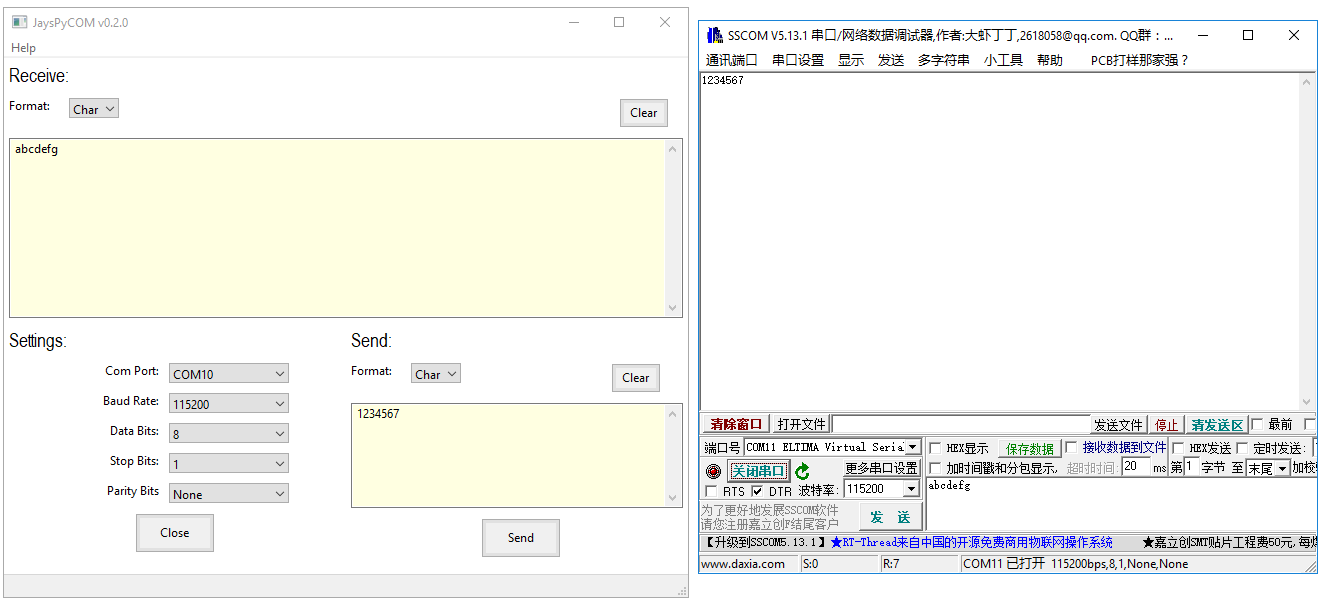 JaysPyCOM v0.2.0
Help
Receive:
Format: Char Clear
abcdefg
Settings:
Com Port: COM10
Baud Rate: 115200
Data Bits: 8
Stop Bits: 1
Parity Bits None
Close
Send:
Format: Char Clear
1234567
Send
SSCOM V5.13.1 串口/网络数据调试器,作者:大虾丁丁,2618058@qq.com. QQ群：...
通讯端口 串口设置 显示 发送 多字符串 小工具 帮助 PCB打样那家强？
1234567
清除窗口 打开文件 发送文件 停止 清发送区 最前
端口号 COM11 ELTIMA Virtual Seria
HEX显示 保存数据 接收数据到文件 HEX发送 定时发送:
关闭串口 更多串口设置
加时间戳和分包显示, 超时时间: 20 ms 第1 字节 至 末尾 加校
RTS DTR 波特率: 115200
abcdefg
为了更好地发展SSCOM软件
请您注册嘉立创F结尾客户
发 送
【升级到SSCOM5.13.1】★RT-Thread来自中国的开源免费商用物联网操作系统 ★嘉立创SMT贴片工程费50元,每
www.daxia.com S:0 R:7 COM11 已打开 115200bps,8,1,None,None